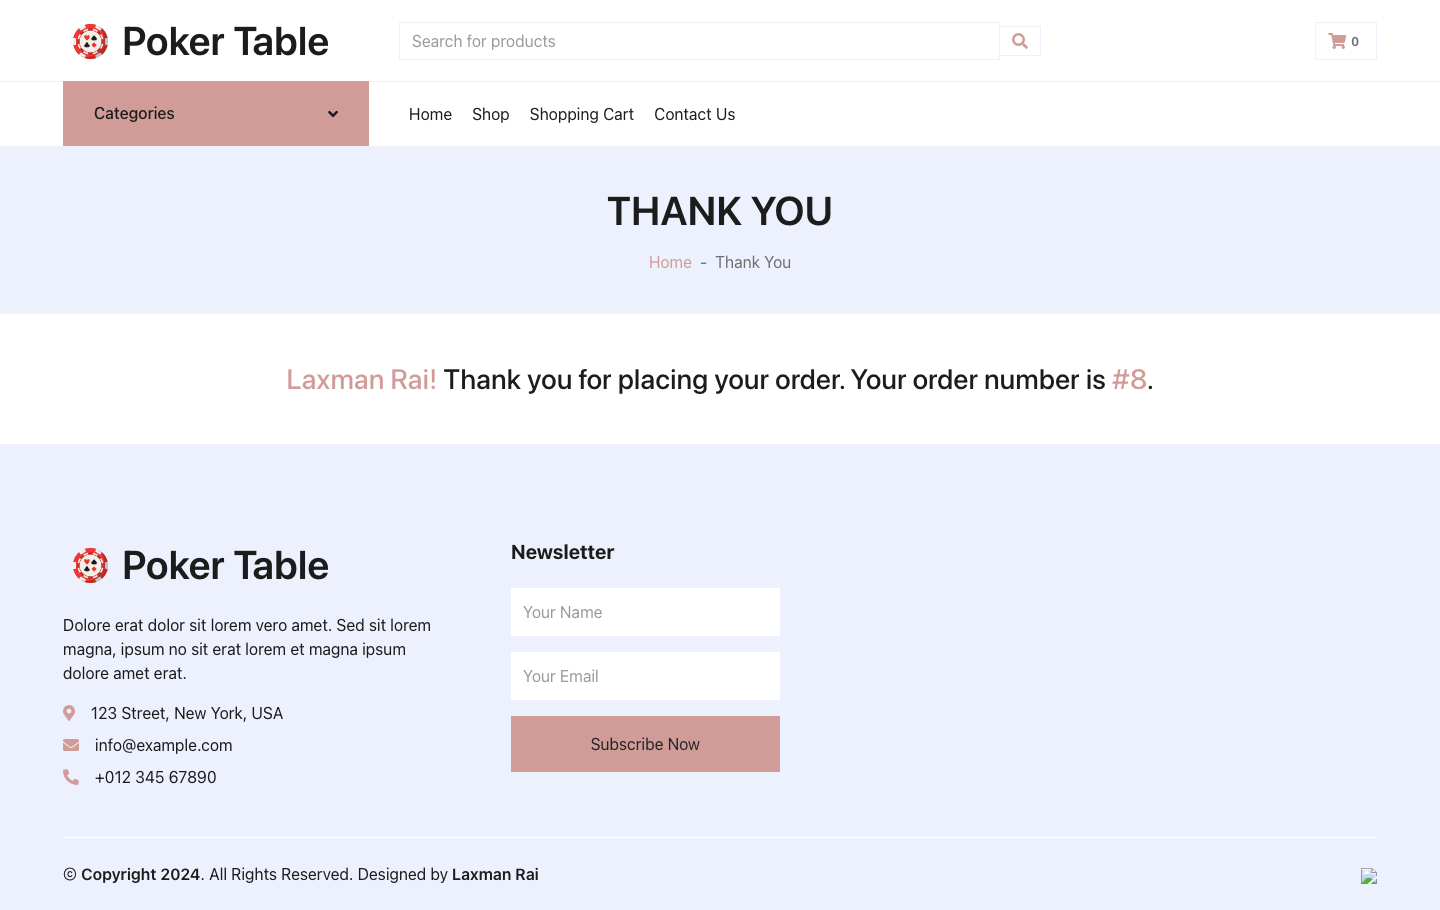 Poker Table
Search for products
0
Categories
Home Shop Shopping Cart Contact Us
THANK YOU
Home - Thank You
Laxman Rai! Thank you for placing your order. Your order number is #8.
Poker Table
Dolore erat dolor sit lorem vero amet. Sed sit lorem
magna, ipsum no sit erat lorem et magna ipsum
dolore amet erat.
123 Street, New York, USA
info@example.com
+012 345 67890
Newsletter
Your Name
Your Email
Subscribe Now
© Copyright 2024. All Rights Reserved. Designed by Laxman Rai